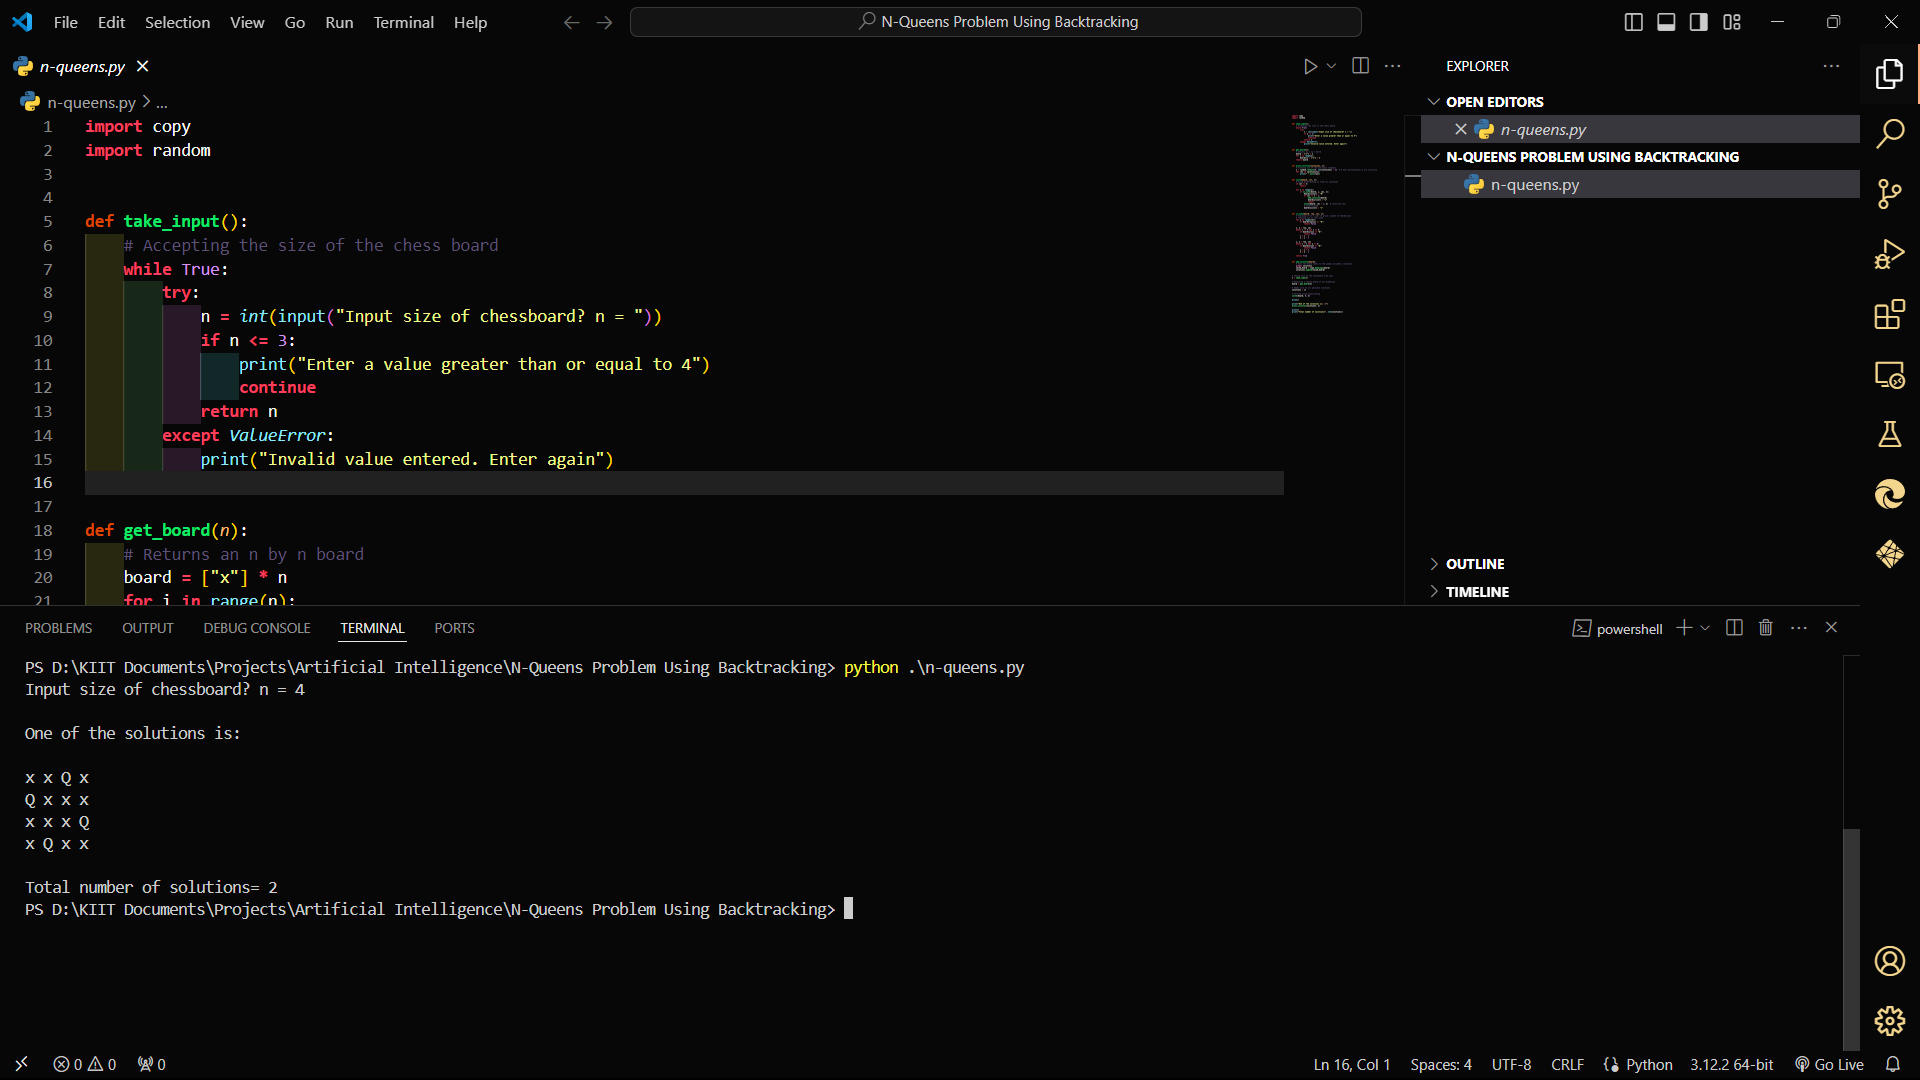 File Edit Selection View Go Run Terminal Help
N-Queens Problem Using Backtracking
n-queens.py
n-queens.py > ...
1 import copy
2 import random
3
4
5 def take_input():
6     # Accepting the size of the chess board
7     while True:
8         try:
9             n = int(input("Input size of chessboard? n = "))
10             if n <= 3:
11                 print("Enter a value greater than or equal to 4")
12                 continue
13             return n
14         except ValueError:
15             print("Invalid value entered. Enter again")
16
17
18 def get_board(n):
19     # Returns an n by n board
20     board = ["x"] * n
21     for i in range(n):
EXPLORER
OPEN EDITORS
n-queens.py
N-QUEENS PROBLEM USING BACKTRACKING
n-queens.py
OUTLINE
TIMELINE
PROBLEMS OUTPUT DEBUG CONSOLE TERMINAL PORTS
powershell
PS D:\KIIT Documents\Projects\Artificial Intelligence\N-Queens Problem Using Backtracking> python .\n-queens.py
Input size of chessboard? n = 4
One of the solutions is:
x x Q x
Q x x x
x x x Q
x Q x x
Total number of solutions= 2
PS D:\KIIT Documents\Projects\Artificial Intelligence\N-Queens Problem Using Backtracking>
0 0 0
Ln 16, Col 1 Spaces: 4 UTF-8 CRLF Python 3.12.2 64-bit Go Live